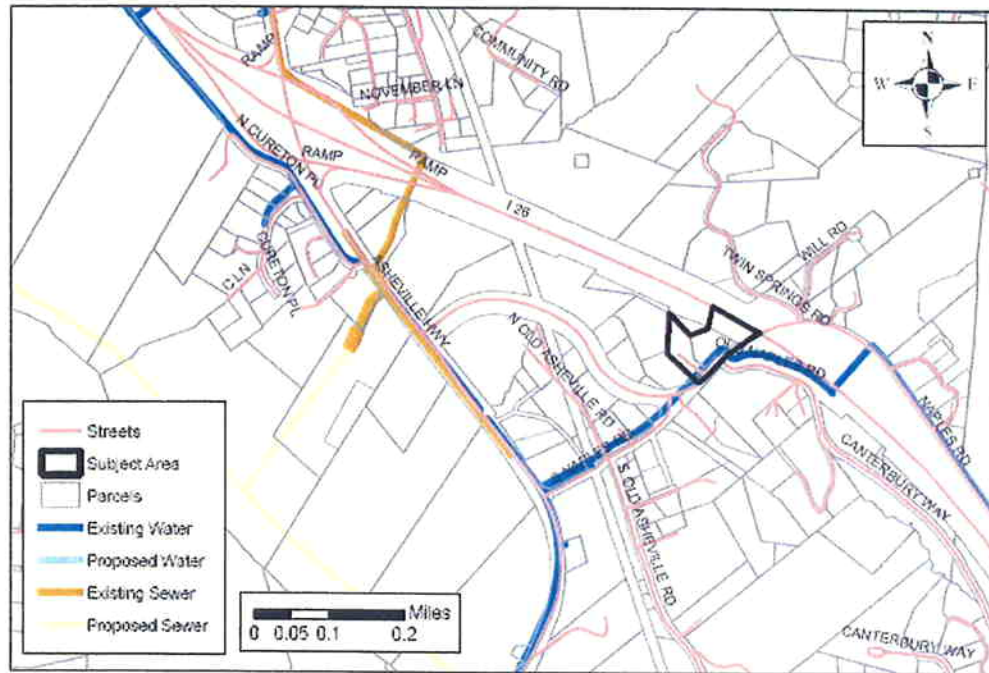 N
W E
S
RAMP
COMMUNITY RD
NOVEMBER LN
N CURETON PL
RAMP
RAMP
I 26
CURETON PL
C LN
ASHEVILLE HWY
TWIN SPRINGS RD
WILL RD
N OLD ASHEVILLE RD
NAPLES RD
S OLD ASHEVILLE RD
CANTERBURY WAY
CANTERBURY WAY
Streets
Subject Area
Parcels
Existing Water
Proposed Water
Existing Sewer
Proposed Sewer
Miles
0 0.05 0.1 0.2